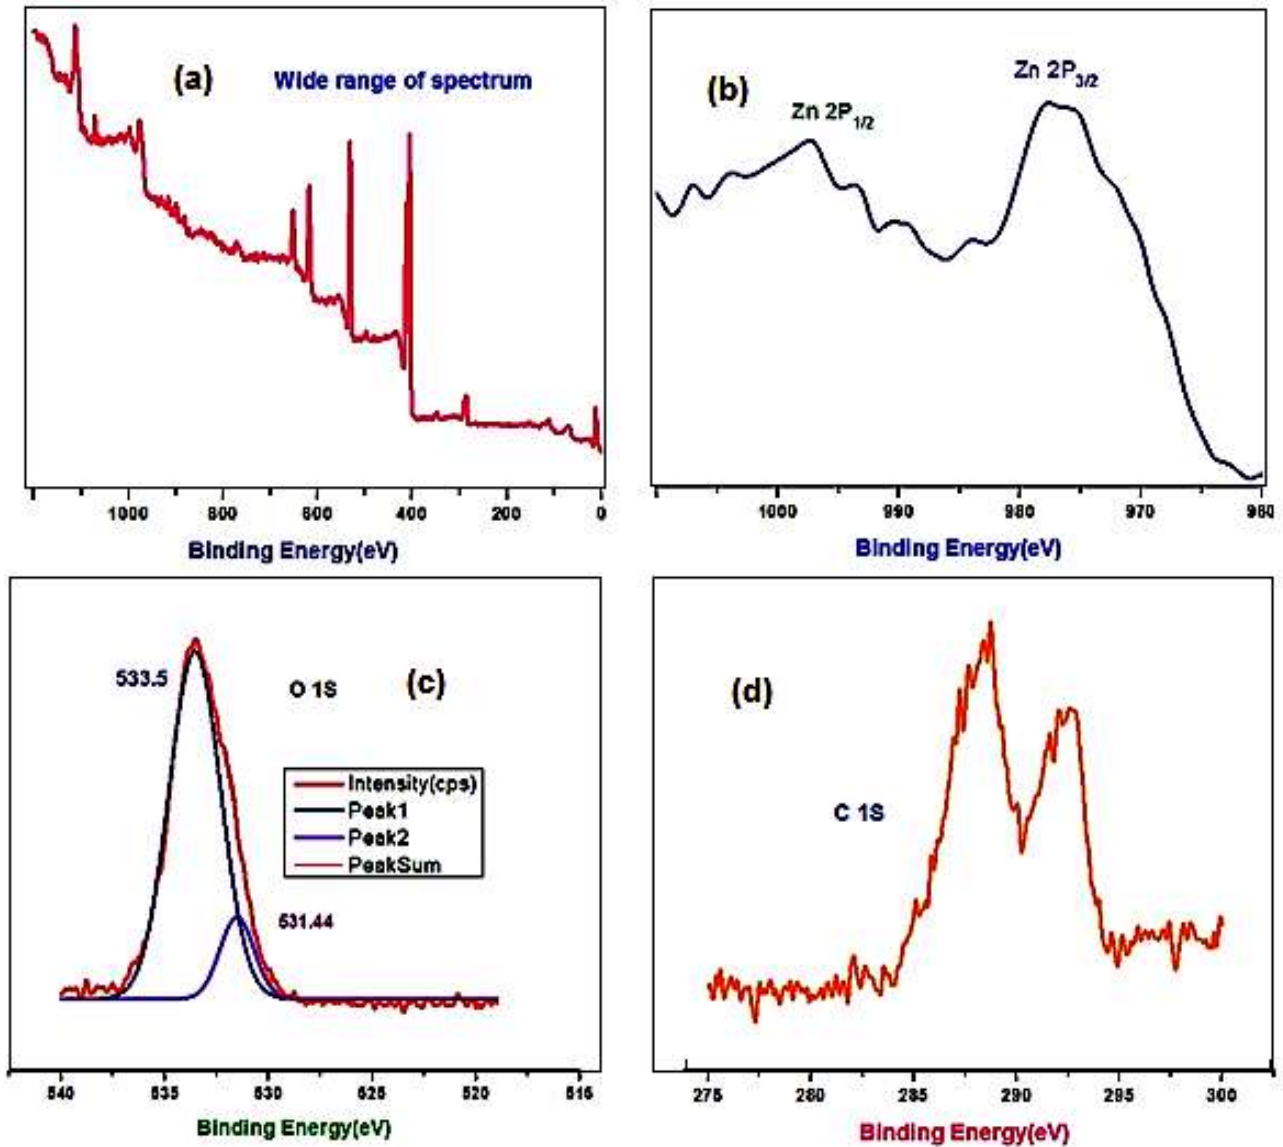 (a) Wide range of spectrum
1000 800 600 400 200 0
Binding Energy(eV)
(b)
Zn 2P1/2
Zn 2P3/2
1000 990 980 970 960
Binding Energy(eV)
533.5
O 1S
(c)
Intensity(cps)
Peak1
Peak2
PeakSum
531.44
540 535 530 525 520 515
Binding Energy(eV)
(d)
C 1S
275 280 285 290 295 300
Binding Energy(eV)